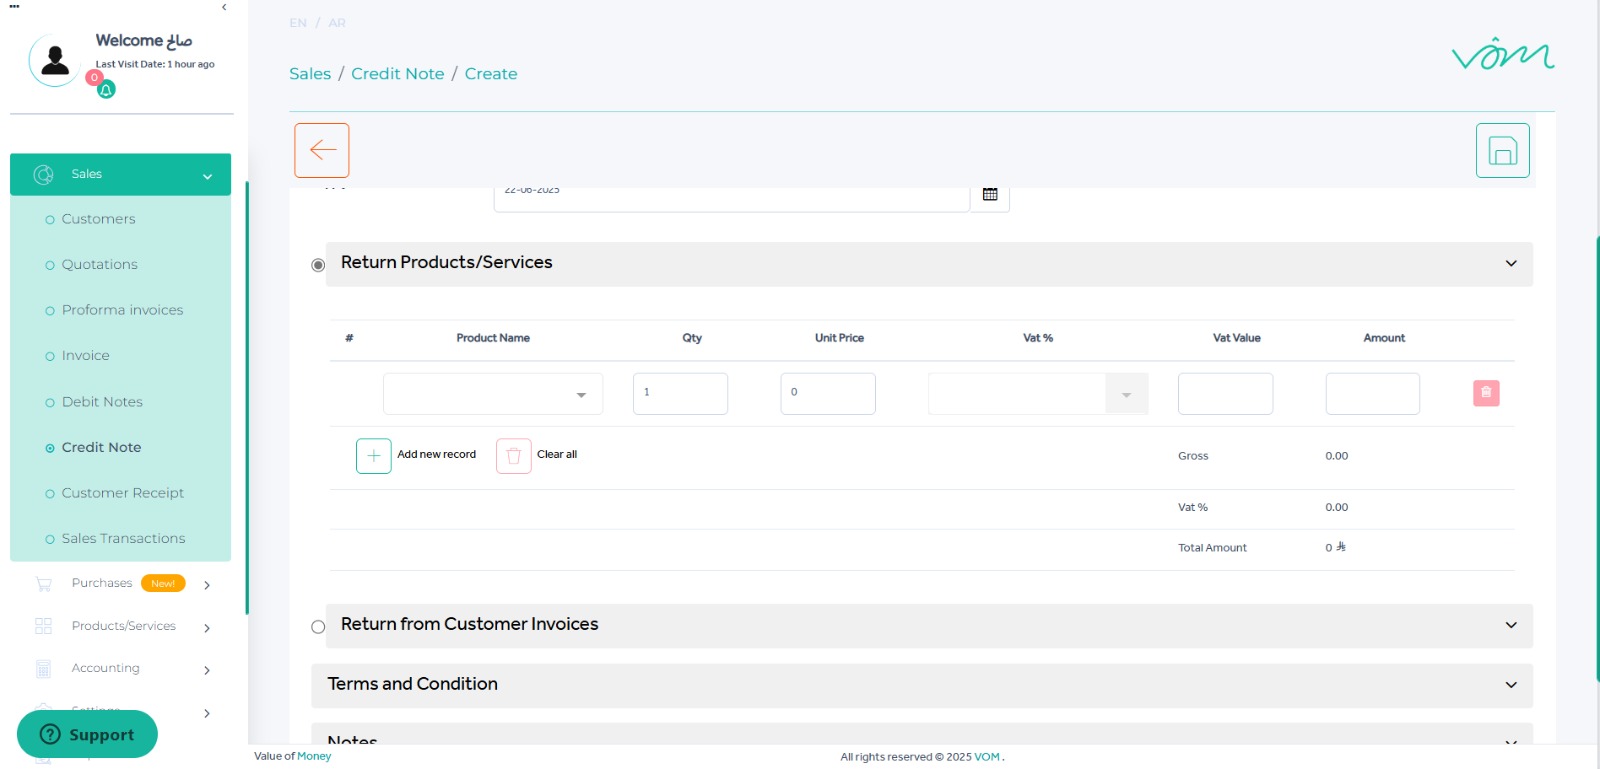 Welcome صالح
Last Visit Date: 1 hour ago
0
Sales
Customers
Quotations
Proforma invoices
Invoice
Debit Notes
Credit Note
Customer Receipt
Sales Transactions
Purchases New!
Products/Services
Accounting
Settings
Support
EN / AR
vôm
Sales / Credit Note / Create
22-06-2025
Return Products/Services
# Product Name Qty Unit Price Vat % Vat Value Amount
1 0
Add new record Clear all Gross 0.00
Vat % 0.00
Total Amount 0
Return from Customer Invoices
Terms and Condition
Notes
Value of Money All rights reserved © 2025 VOM .